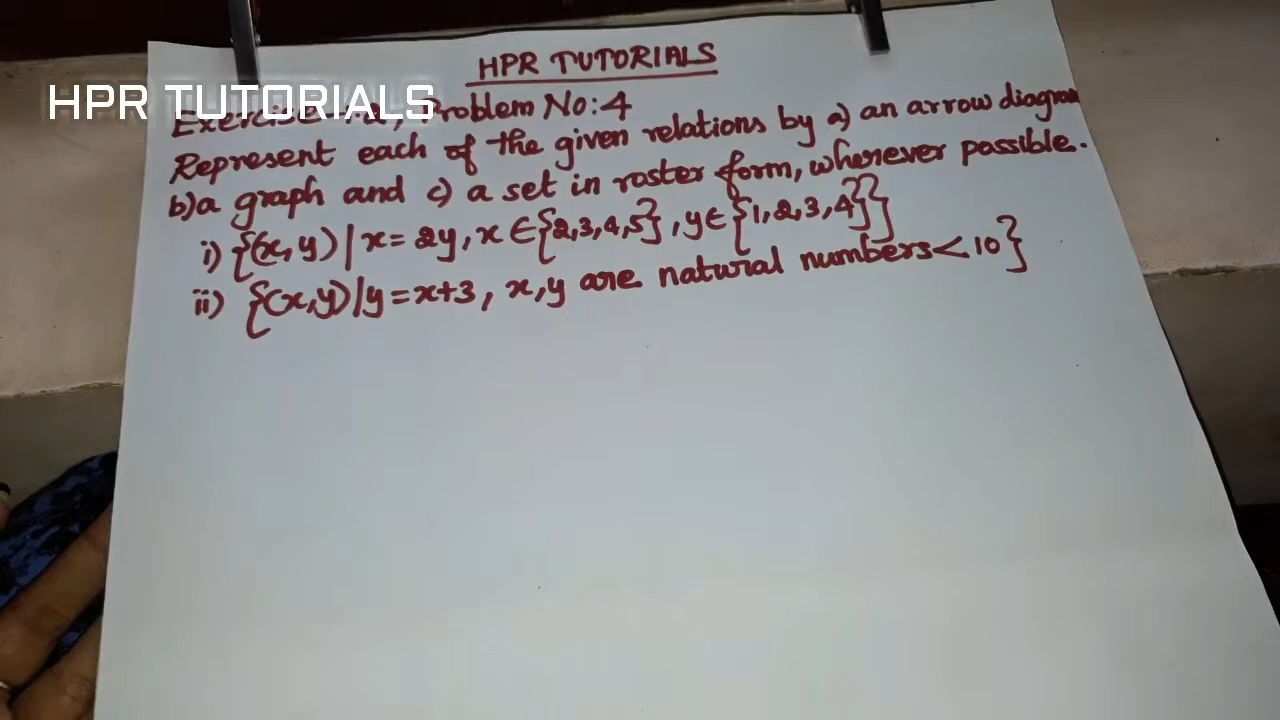 HPR TUTORIALS
HPR TUTORIALS
Problem No:4
Represent each of the given relations by a) an arrow diagram
b) a graph and c) a set in roster form, wherever possible.
i) {(x,y) | x = 2y, x ∈ {2,3,4,5}, y ∈ {1,2,3,4}}
ii) {(x,y) | y = x+3, x,y are natural numbers < 10}